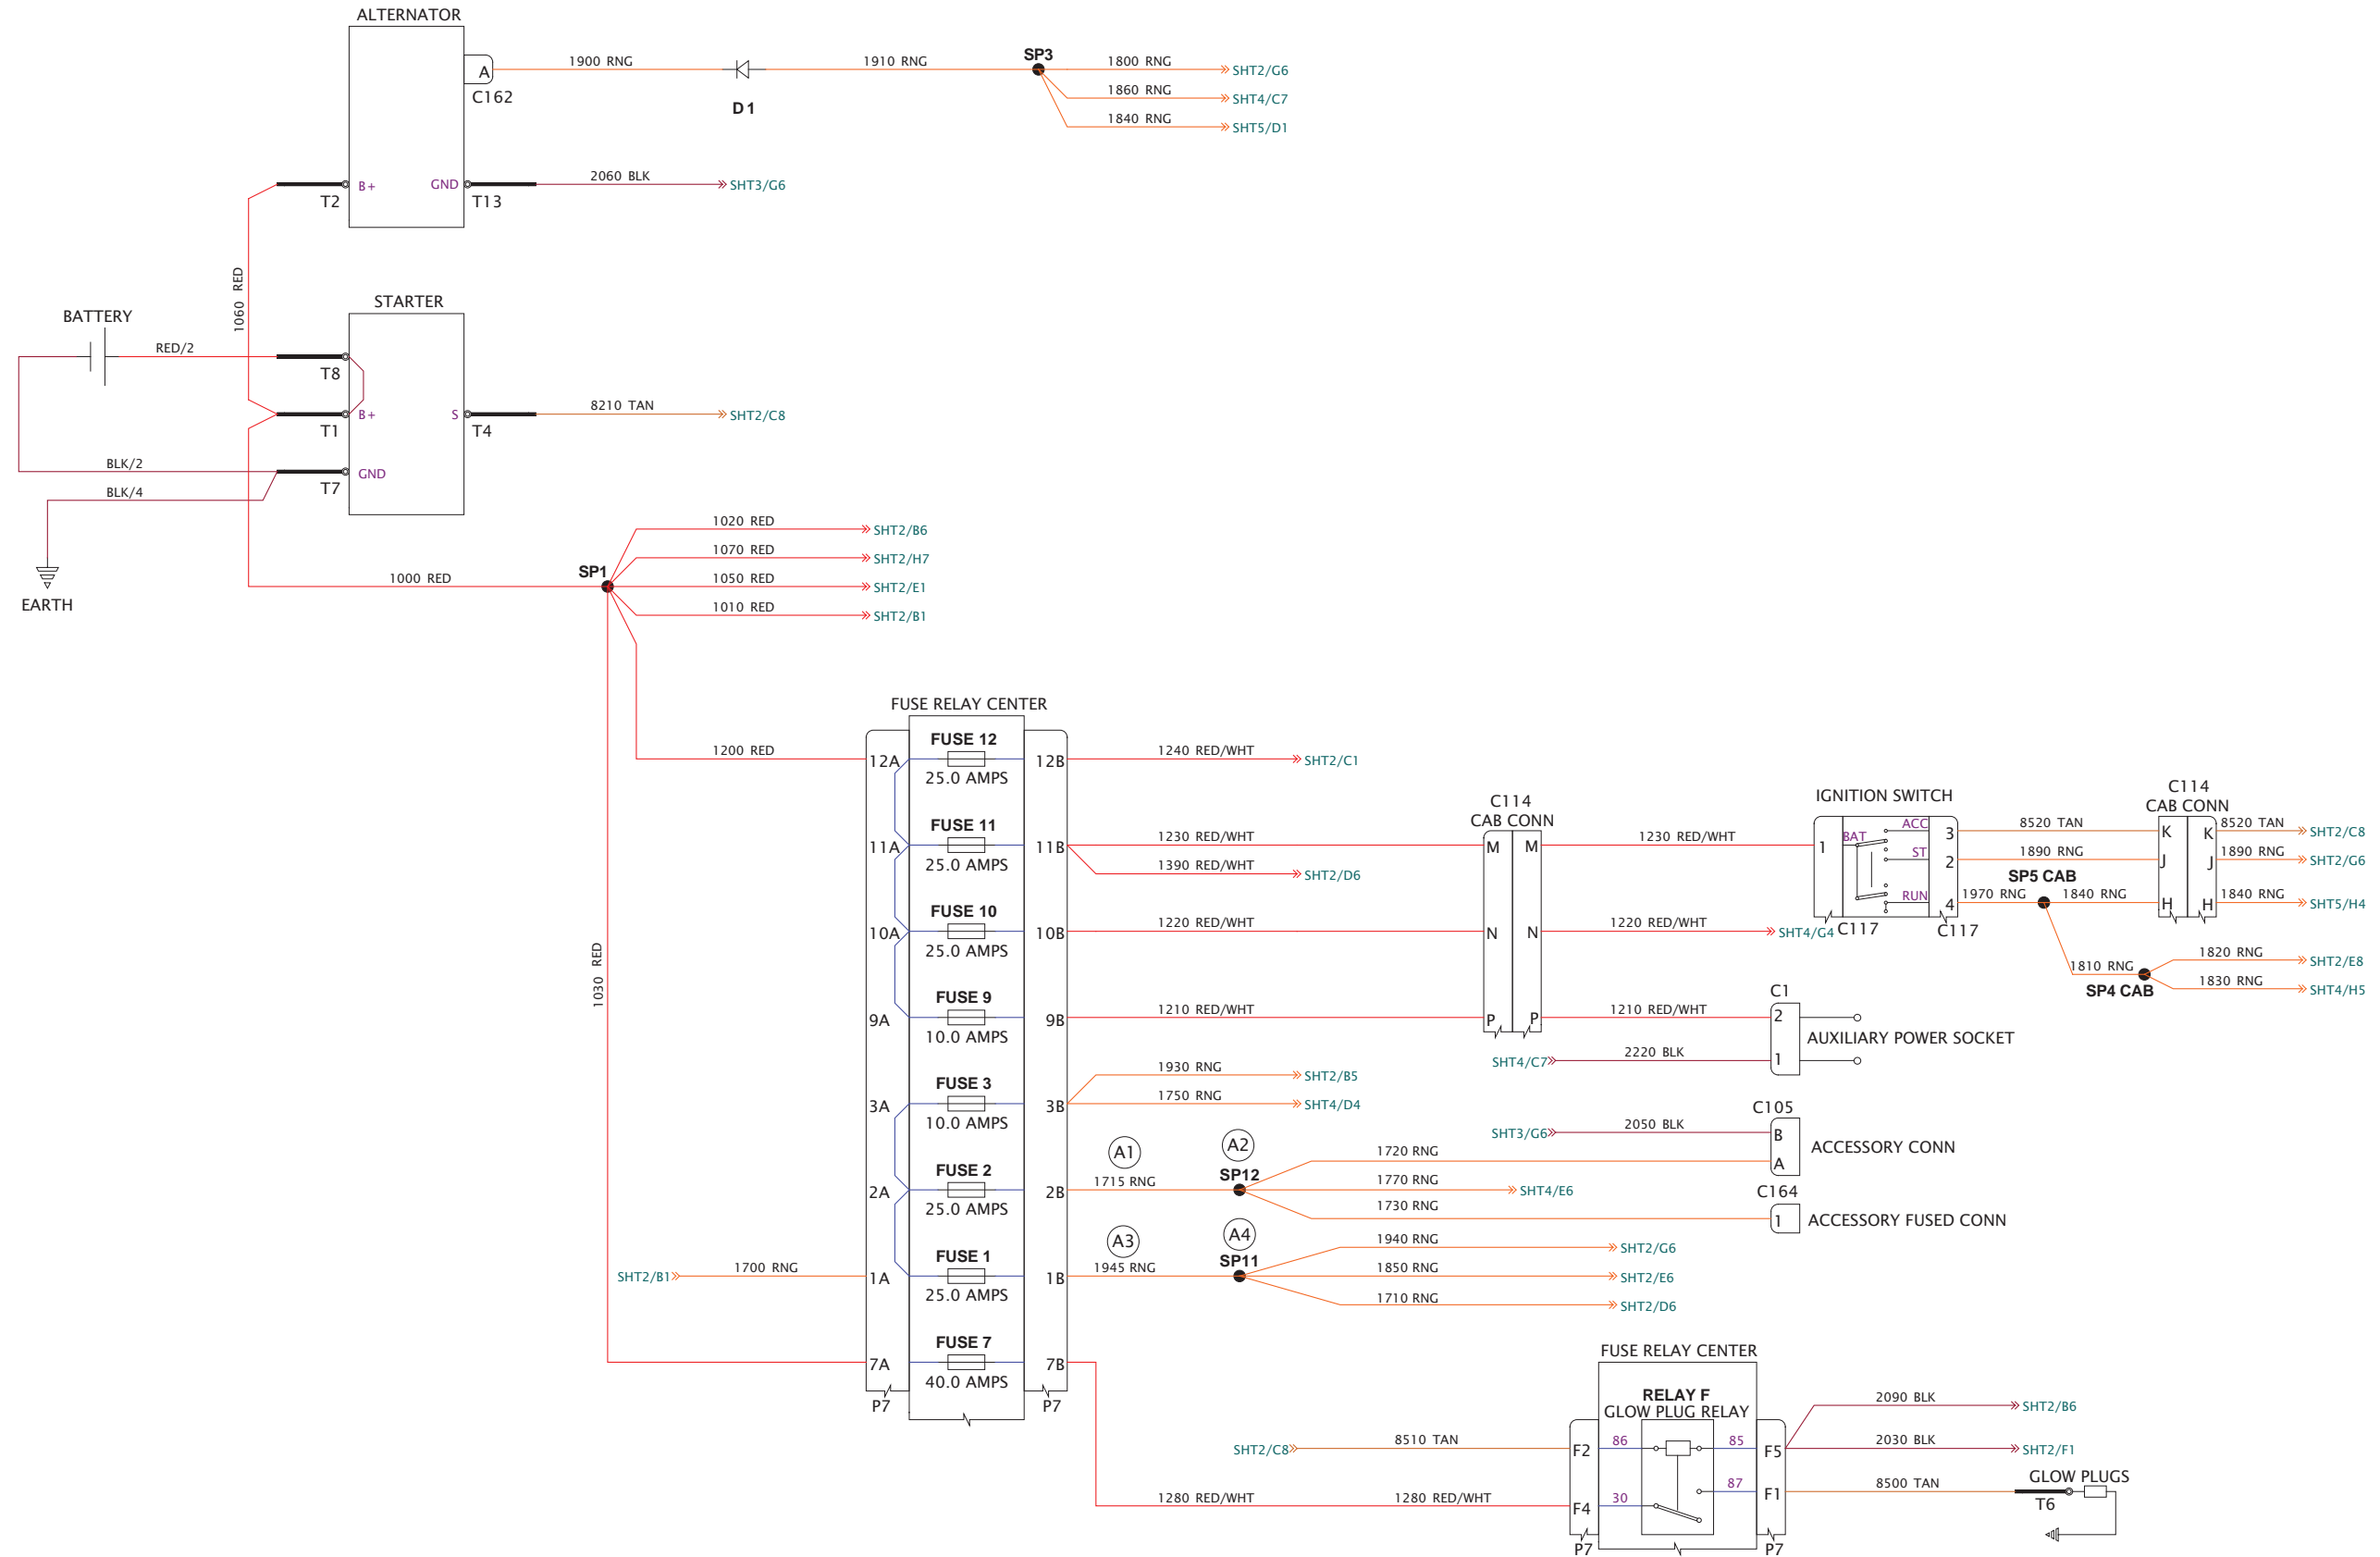 ALTERNATOR
A
C162
1900 RNG
D1
1910 RNG
SP3
1800 RNG
SHT2/G6
1860 RNG
SHT4/C7
1840 RNG
SHT5/D1
T2
B+
GND
T13
2060 BLK
SHT3/G6
1060 RED
BATTERY
RED/2
STARTER
T8
T1
B+
S
T4
8210 TAN
SHT2/C8
BLK/2
T7
GND
BLK/4
EARTH
1000 RED
SP1
1020 RED
SHT2/B6
1070 RED
SHT2/H7
1050 RED
SHT2/E1
1010 RED
SHT2/B1
1030 RED
FUSE RELAY CENTER
1200 RED
12A
FUSE 12
25.0 AMPS
12B
1240 RED/WHT
SHT2/C1
11A
FUSE 11
25.0 AMPS
11B
1230 RED/WHT
1390 RED/WHT
SHT2/D6
10A
FUSE 10
25.0 AMPS
10B
1220 RED/WHT
9A
FUSE 9
10.0 AMPS
9B
1210 RED/WHT
3A
FUSE 3
10.0 AMPS
3B
1930 RNG
SHT2/B5
1750 RNG
SHT4/D4
2A
FUSE 2
25.0 AMPS
2B
A1
1715 RNG
A2
SP12
1720 RNG
1770 RNG
SHT4/E6
1730 RNG
SHT2/B1
1700 RNG
1A
FUSE 1
25.0 AMPS
1B
A3
1945 RNG
A4
SP11
1940 RNG
SHT2/G6
1850 RNG
SHT2/E6
1710 RNG
SHT2/D6
7A
FUSE 7
40.0 AMPS
7B
P7
P7
C114
CAB CONN
M
M
N
N
P
P
1230 RED/WHT
1220 RED/WHT
SHT4/G4
1210 RED/WHT
IGNITION SWITCH
1
BAT
ACC
ST
RUN
3
2
4
C117
C117
8520 TAN
1890 RNG
SP5 CAB
1970 RNG
1840 RNG
C114
CAB CONN
K
K
J
J
H
H
8520 TAN
SHT2/C8
1890 RNG
SHT2/G6
1840 RNG
SHT5/H4
1810 RNG
SP4 CAB
1820 RNG
SHT2/E8
1830 RNG
SHT4/H5
C1
2
1
AUXILIARY POWER SOCKET
SHT4/C7
2220 BLK
C105
SHT3/G6
2050 BLK
B
A
ACCESSORY CONN
C164
1
ACCESSORY FUSED CONN
FUSE RELAY CENTER
RELAY F
GLOW PLUG RELAY
SHT2/C8
8510 TAN
F2
86
85
F5
2090 BLK
SHT2/B6
2030 BLK
SHT2/F1
1280 RED/WHT
1280 RED/WHT
F4
30
87
F1
8500 TAN
GLOW PLUGS
T6
P7
P7